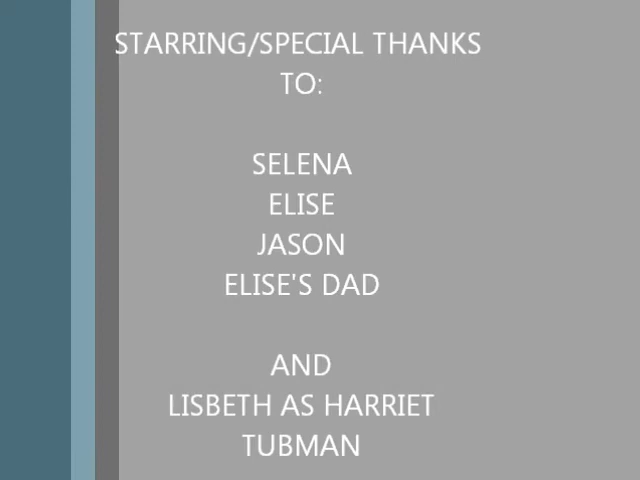 STARRING/SPECIAL THANKS
TO:
SELENA
ELISE
JASON
ELISE'S DAD
AND
LISBETH AS HARRIET
TUBMAN